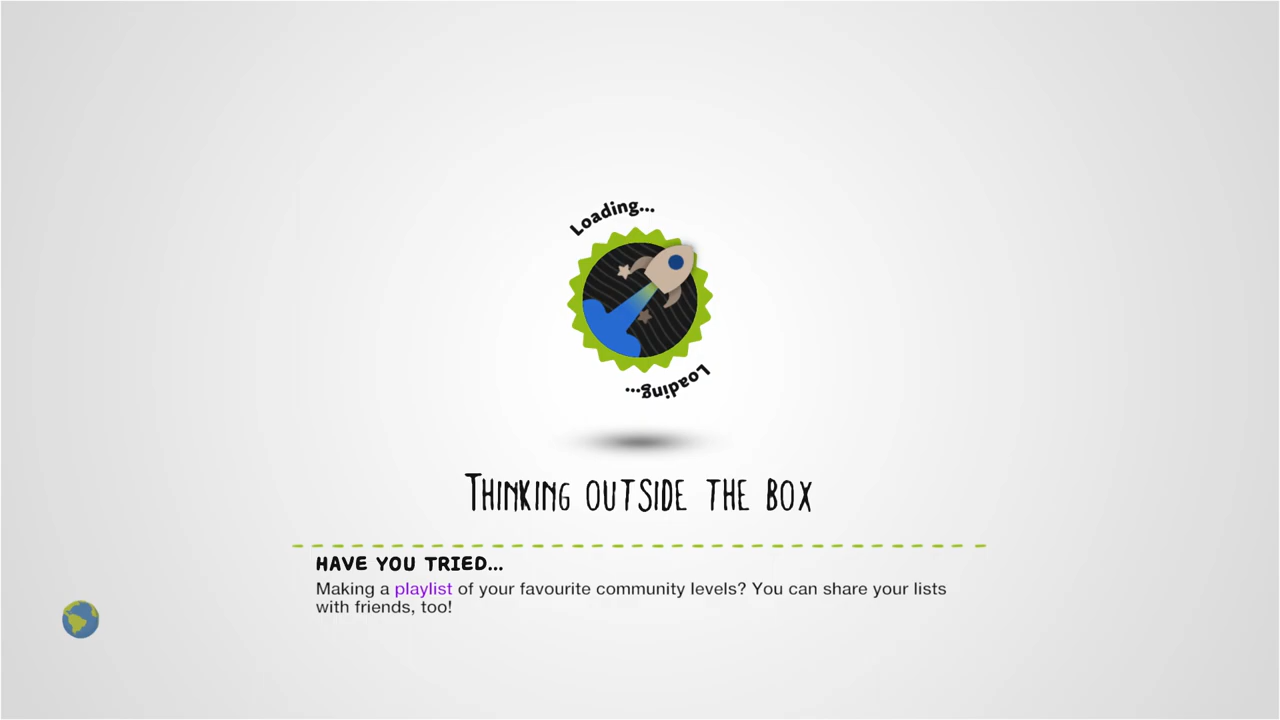 Loading...
Loading...
Thinking outside the box
HAVE YOU TRIED...
Making a playlist of your favourite community levels? You can share your lists
with friends, too!